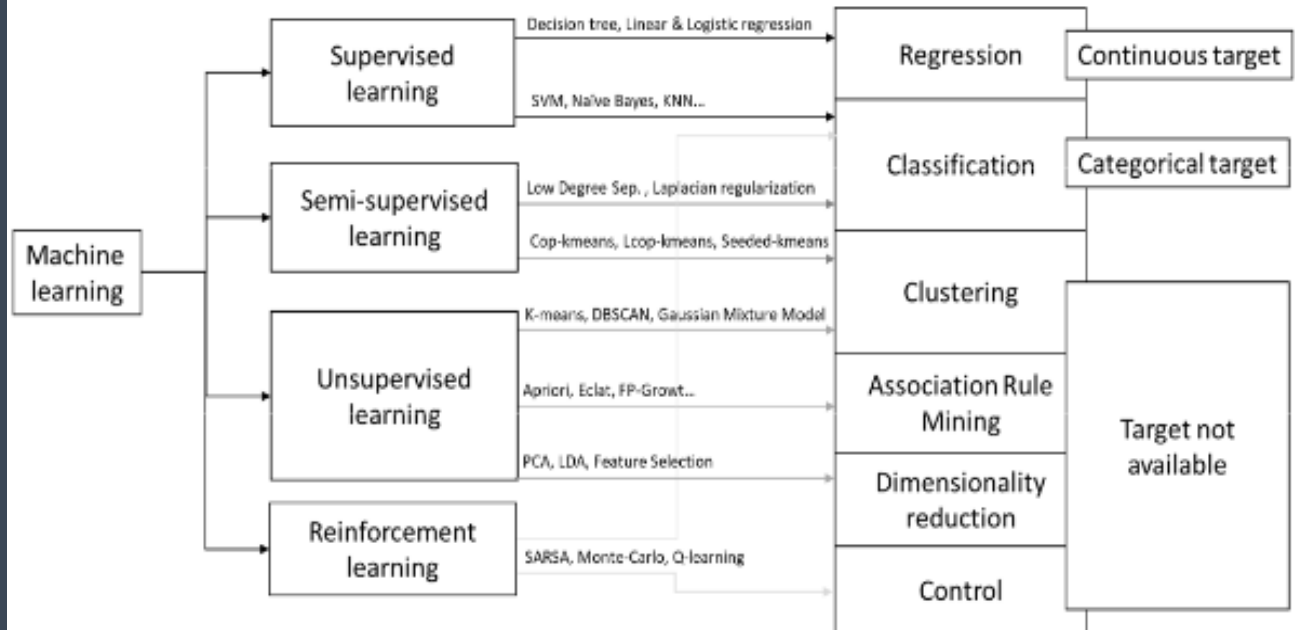 Machine
learning
Supervised
learning
Semi-supervised
learning
Unsupervised
learning
Reinforcement
learning
Decision tree, Linear & Logistic regression
SVM, Naïve Bayes, KNN...
Low Degree Sep. , Laplacian regularization
Cop-kmeans, Lcop-kmeans, Seeded-kmeans
K-means, DBSCAN, Gaussian Mixture Model
Apriori, Eclat, FP-Growt...
PCA, LDA, Feature Selection
SARSA, Monte-Carlo, Q-learning
Regression
Classification
Clustering
Association Rule
Mining
Dimensionality
reduction
Control
Continuous target
Categorical target
Target not
available